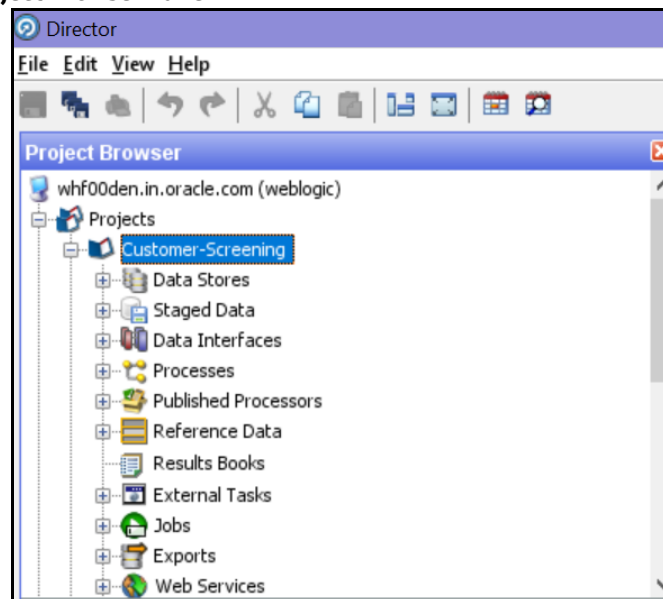 Director
File Edit View Help
Project Browser
whf00den.in.oracle.com (weblogic)
Projects
Customer-Screening
Data Stores
Staged Data
Data Interfaces
Processes
Published Processors
Reference Data
Results Books
External Tasks
Jobs
Exports
Web Services